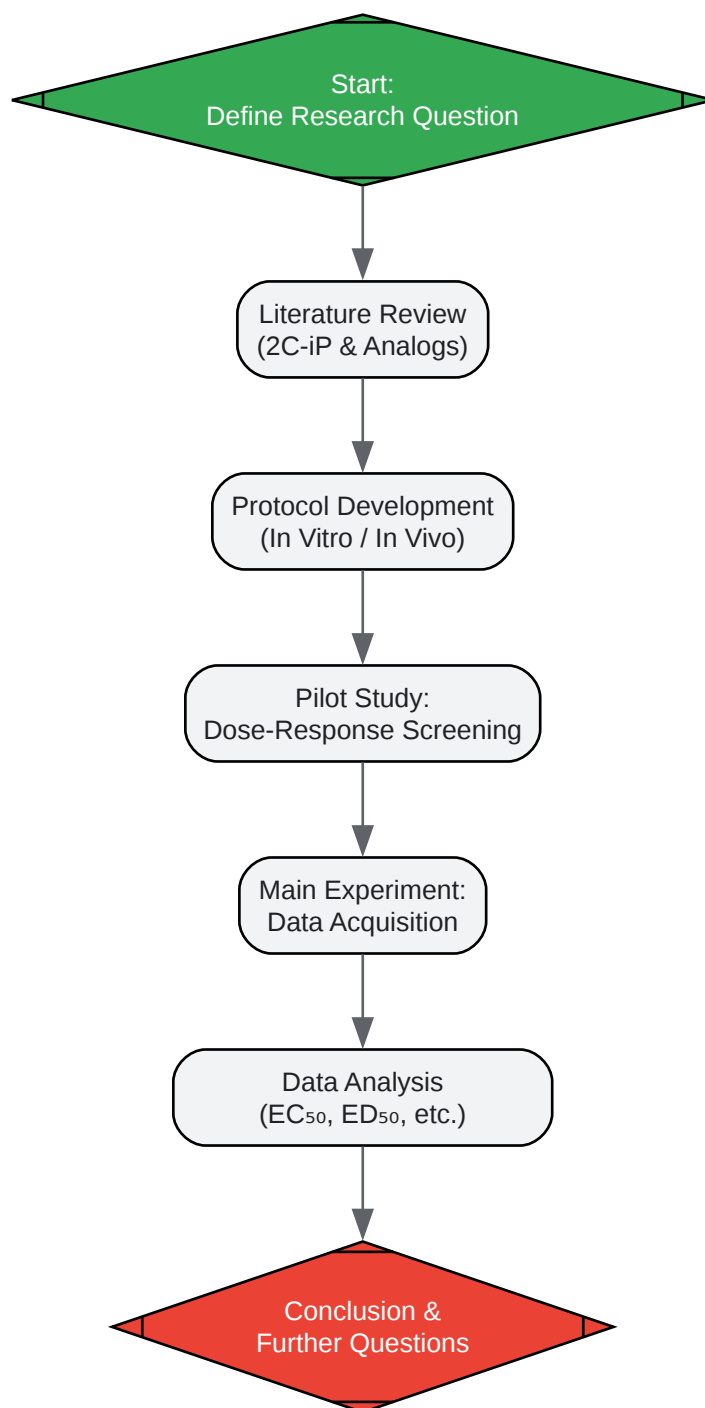 Start:
Define Research Question
Literature Review
(2C-iP & Analogs)
Protocol Development
(In Vitro / In Vivo)
Pilot Study:
Dose-Response Screening
Main Experiment:
Data Acquisition
Data Analysis
(EC₅₀, ED₅₀, etc.)
Conclusion &
Further Questions